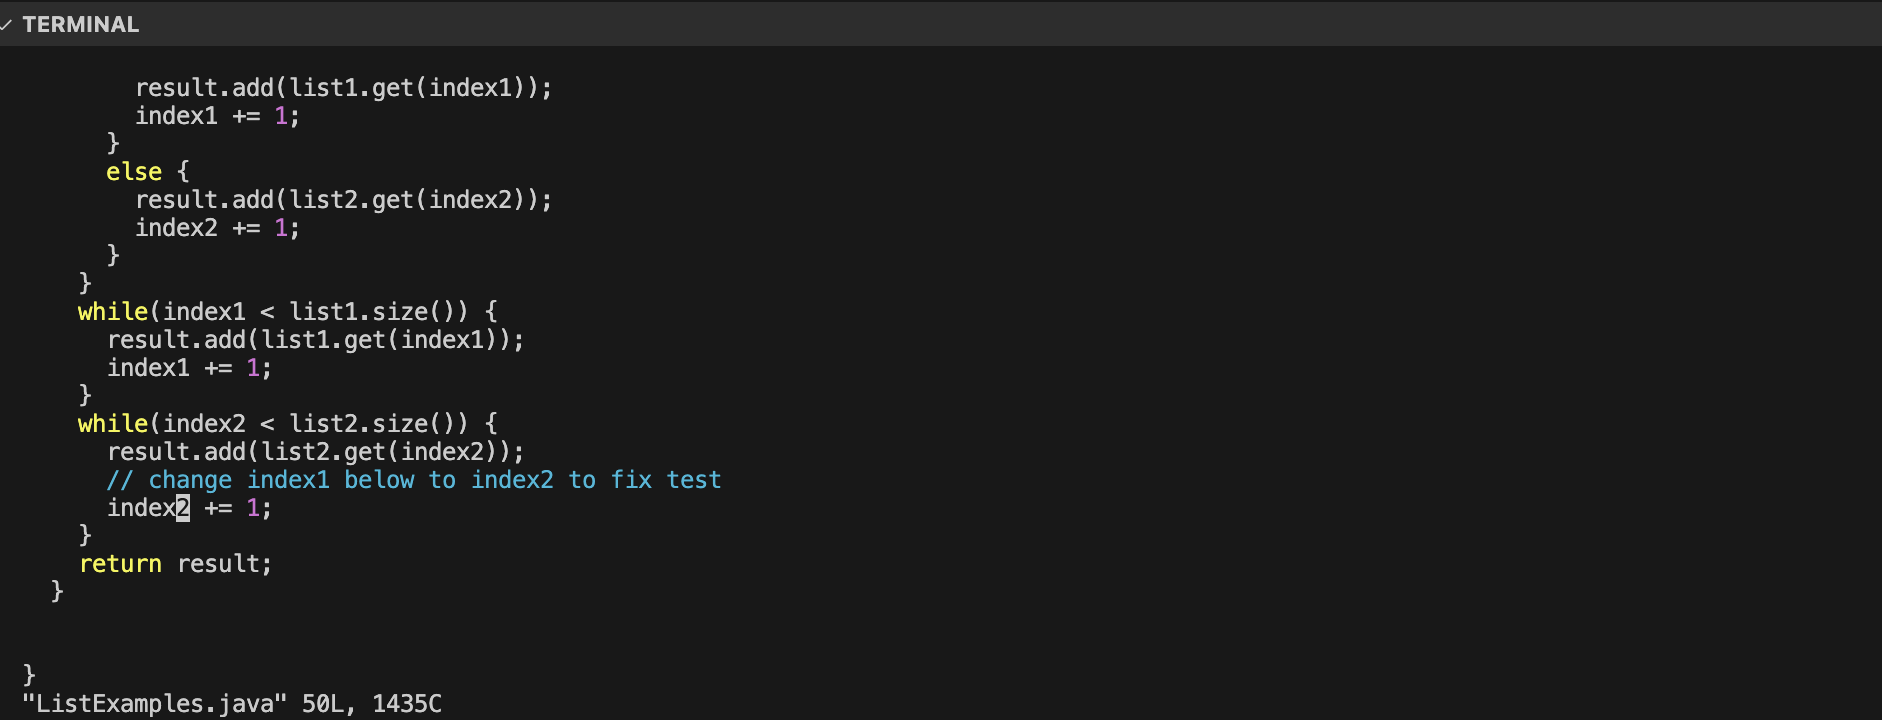 TERMINAL
result.add(list1.get(index1));
index1 += 1;
}
else {
result.add(list2.get(index2));
index2 += 1;
}
}
while(index1 < list1.size()) {
result.add(list1.get(index1));
index1 += 1;
}
while(index2 < list2.size()) {
result.add(list2.get(index2));
// change index1 below to index2 to fix test
index2 += 1;
}
return result;
}
}
"ListExamples.java" 50L, 1435C